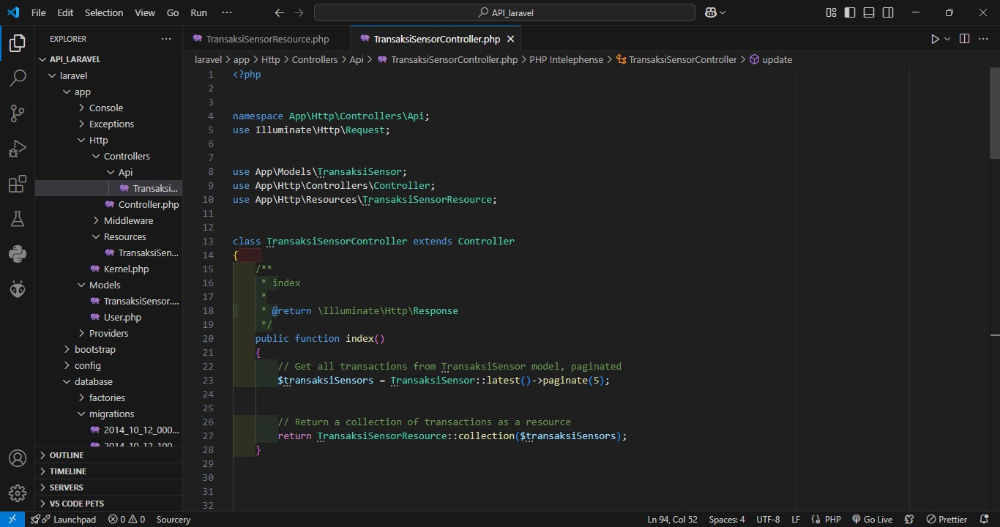 File Edit Selection View Go Run ··· API_laravel
EXPLORER ···
API_LARAVEL
laravel
app
Console
Exceptions
Http
Controllers
Api
Transaksi...
Controller.php
Middleware
Resources
TransaksiSen...
Kernel.php
Models
TransaksiSensor....
User.php
Providers
bootstrap
config
database
factories
migrations
2014_10_12_000...
2014_10_12_100...
OUTLINE
TIMELINE
SERVERS
VS CODE PETS
TransaksiSensorResource.php TransaksiSensorController.php
laravel > app > Http > Controllers > Api > TransaksiSensorController.php > PHP Intelephense > TransaksiSensorController > update
1 <?php
2
3
4 namespace App\Http\Controllers\Api;
5 use Illuminate\Http\Request;
6
7
8 use App\Models\TransaksiSensor;
9 use App\Http\Controllers\Controller;
10 use App\Http\Resources\TransaksiSensorResource;
11
12
13 class TransaksiSensorController extends Controller
14 {
15 /**
16 * index
17 *
18 * @return \Illuminate\Http\Response
19 */
20 public function index()
21 {
22 // Get all transactions from TransaksiSensor model, paginated
23 $transaksiSensors = TransaksiSensor::latest()->paginate(5);
24
25
26 // Return a collection of transactions as a resource
27 return TransaksiSensorResource::collection($transaksiSensors);
28 }
29
30
31
32
Launchpad 0 0 Sourcery Ln 94, Col 52 Spaces: 4 UTF-8 LF {} PHP Go Live Prettier